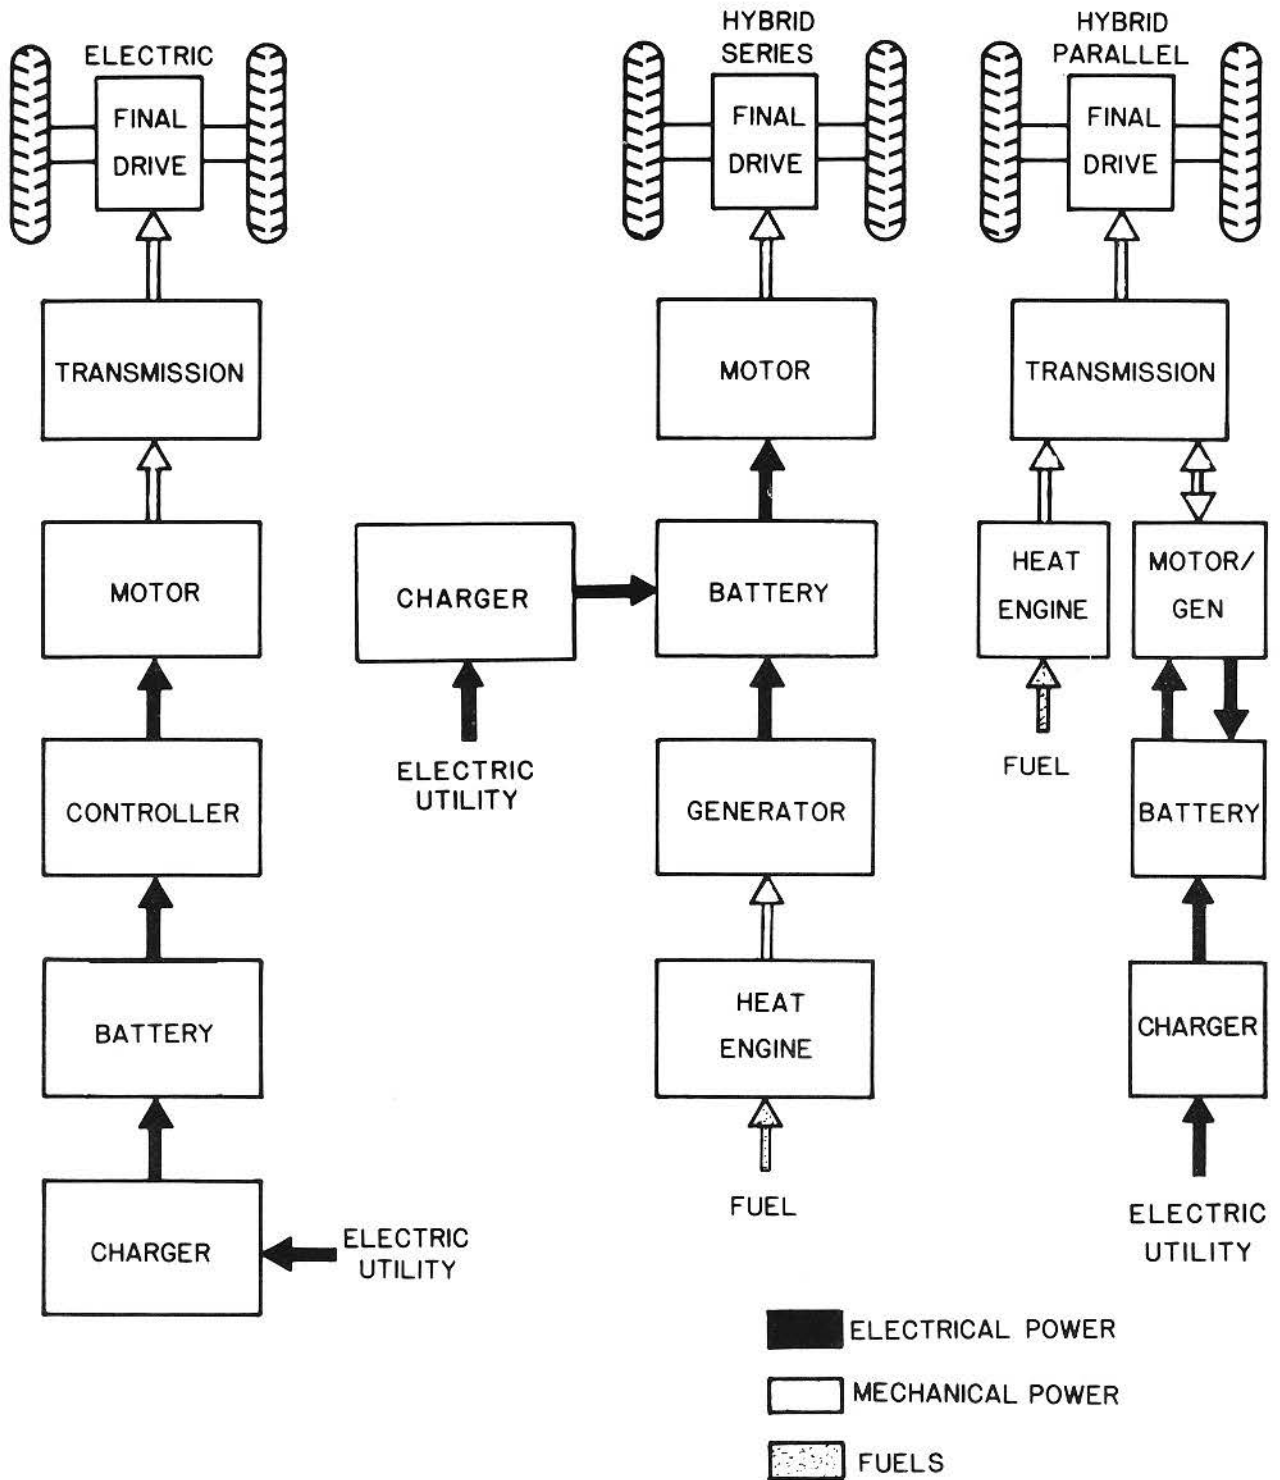 ELECTRIC
FINAL
DRIVE
TRANSMISSION
MOTOR
CONTROLLER
BATTERY
CHARGER
ELECTRIC
UTILITY
HYBRID
SERIES
FINAL
DRIVE
MOTOR
CHARGER
BATTERY
ELECTRIC
UTILITY
GENERATOR
HEAT
ENGINE
FUEL
HYBRID
PARALLEL
FINAL
DRIVE
TRANSMISSION
HEAT
ENGINE
MOTOR/
GEN
FUEL
BATTERY
CHARGER
ELECTRIC
UTILITY
ELECTRICAL POWER
MECHANICAL POWER
FUELS